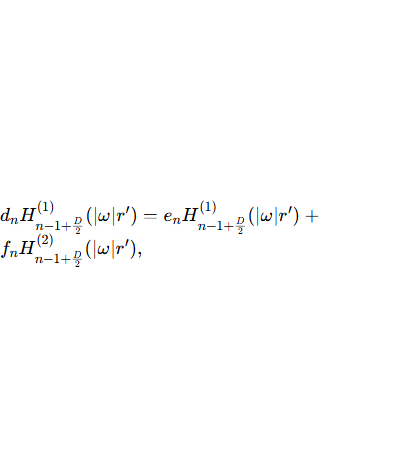 $d_n H^{(1)}_{n-1+\frac{D}{2}}(|\omega|r') = e_n H^{(1)}_{n-1+\frac{D}{2}}(|\omega|r') +$
$f_n H^{(2)}_{n-1+\frac{D}{2}}(|\omega|r'),$